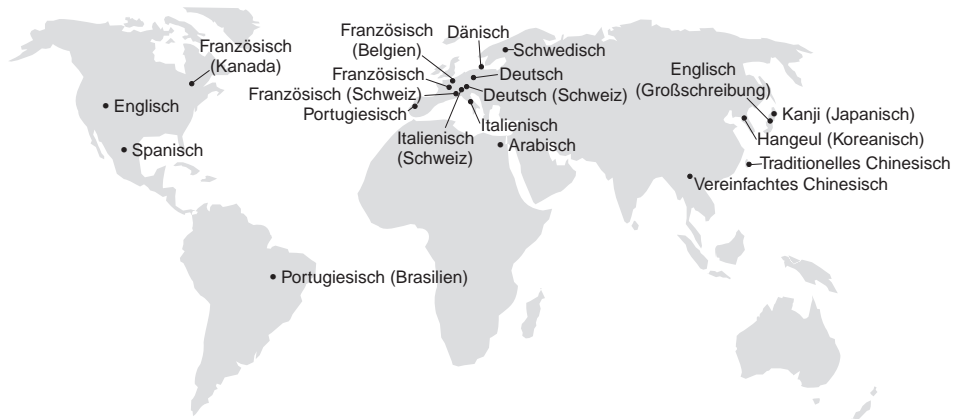 Französisch
(Kanada)
Englisch
Spanisch
Portugiesisch (Brasilien)
Französisch
(Belgien)
Dänisch
Schwedisch
Französisch
Deutsch
Französisch (Schweiz)
Deutsch (Schweiz)
Portugiesisch
Italienisch
Italienisch
(Schweiz)
Arabisch
Englisch
(Großschreibung)
Kanji (Japanisch)
Hangeul (Koreanisch)
Traditionelles Chinesisch
Vereinfachtes Chinesisch